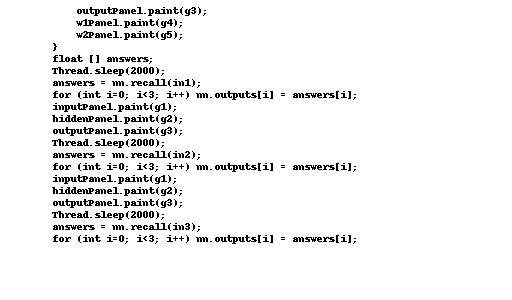 outputPanel.paint(g3);
w1Panel.paint(g4);
w2Panel.paint(g5);
}
float [] answers;
Thread.sleep(2000);
answers = nn.recall(in1);
for (int i=0; i<3; i++) nn.outputs[i] = answers[i];
inputPanel.paint(g1);
hiddenPanel.paint(g2);
outputPanel.paint(g3);
Thread.sleep(2000);
answers = nn.recall(in2);
for (int i=0; i<3; i++) nn.outputs[i] = answers[i];
inputPanel.paint(g1);
hiddenPanel.paint(g2);
outputPanel.paint(g3);
Thread.sleep(2000);
answers = nn.recall(in3);
for (int i=0; i<3; i++) nn.outputs[i] = answers[i];